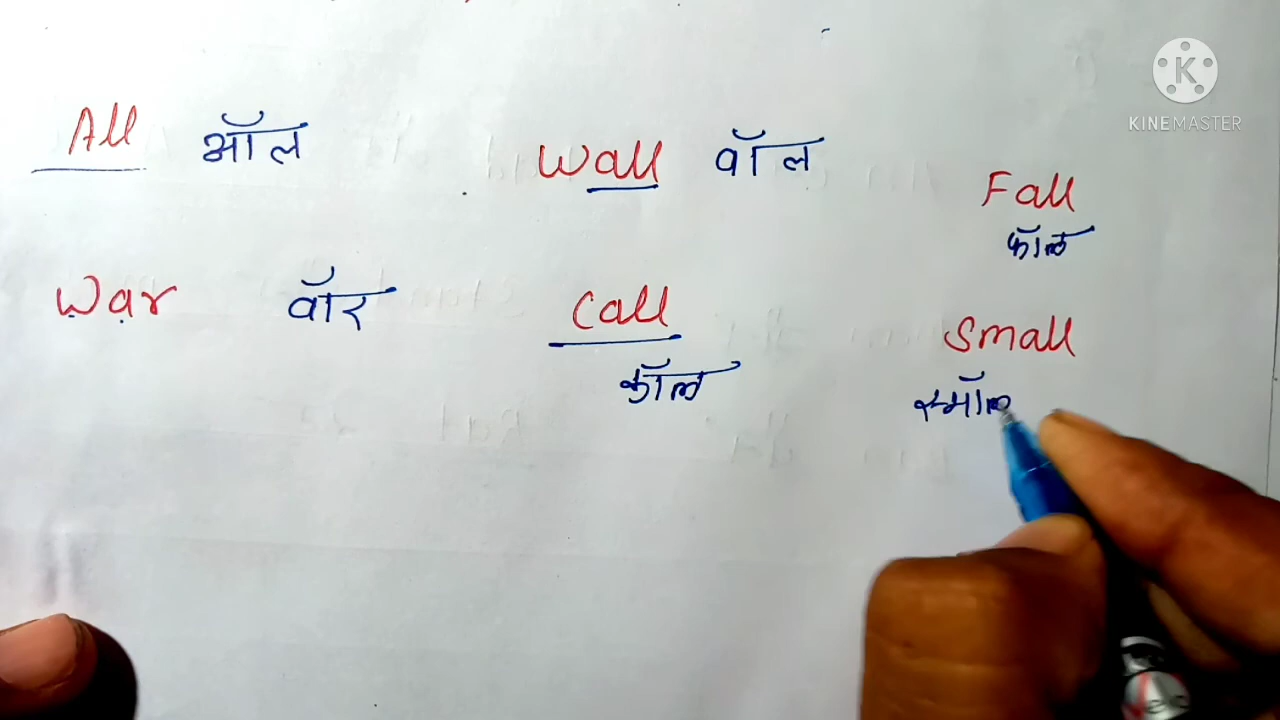 All ऑल
Wall वॉल
Fall
फॉल
War वॉर
Call
कॉल
Small
स्मॉल
K
KINEMASTER